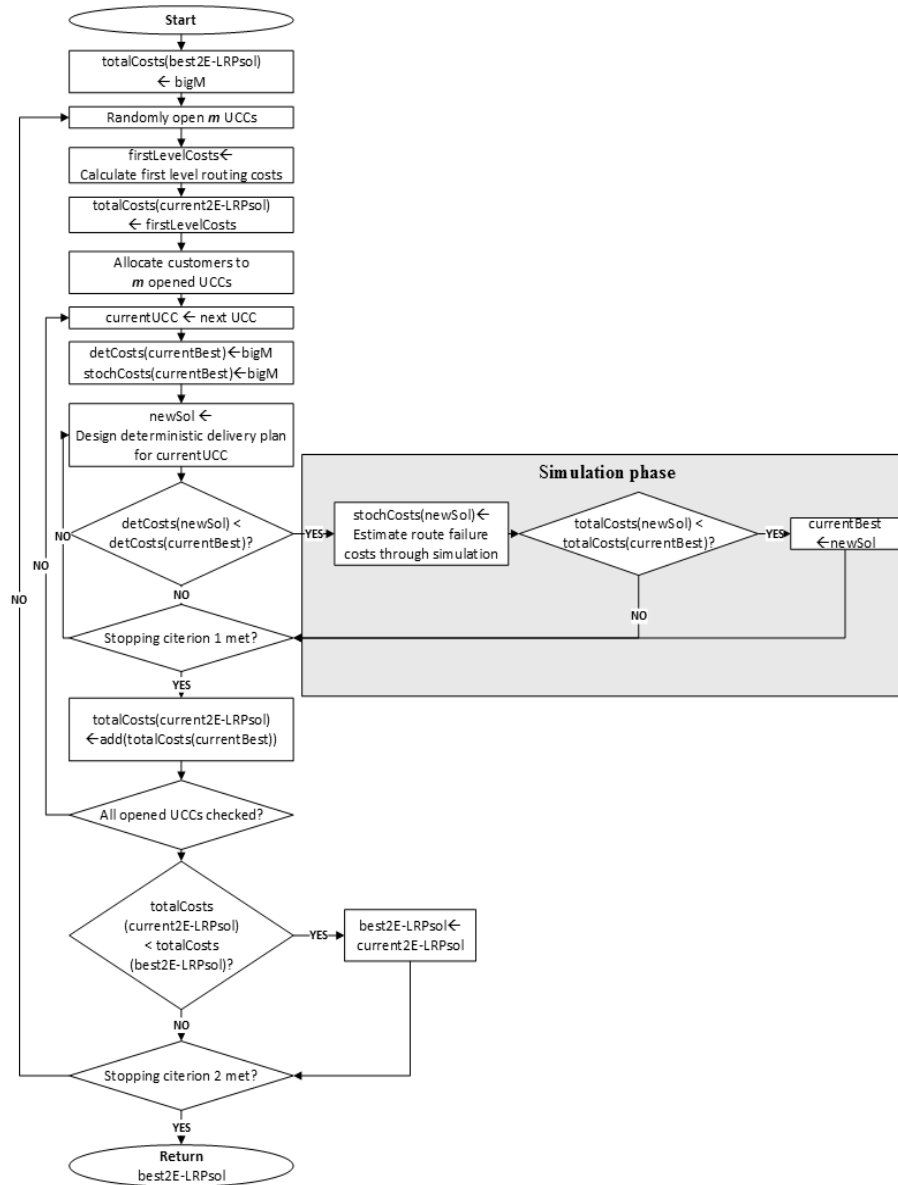 Start
totalCosts(best2E-LRPsol)
← bigM
Randomly open m UCCs
firstLevelCosts←
Calculate first level routing costs
totalCosts(current2E-LRPsol)
← firstLevelCosts
Allocate customers to
m opened UCCs
currentUCC ← next UCC
detCosts(currentBest)←bigM
stochCosts(currentBest)←bigM
newSol ←
Design deterministic delivery plan
for currentUCC
Simulation phase
detCosts(newSol) <
detCosts(currentBest)?
YES
stochCosts(newSol)←
Estimate route failure
costs through simulation
totalCosts(newSol) <
totalCosts(currentBest)?
YES
currentBest
←newSol
NO
NO
NO
NO
NO
Stopping citerion 1 met?
YES
totalCosts(current2E-LRPsol)
←add(totalCosts(currentBest))
All opened UCCs checked?
totalCosts
(current2E-LRPsol)
< totalCosts
(best2E-LRPsol)?
YES
best2E-LRPsol←
current2E-LRPsol
NO
Stopping citerion 2 met?
YES
Return
best2E-LRPsol